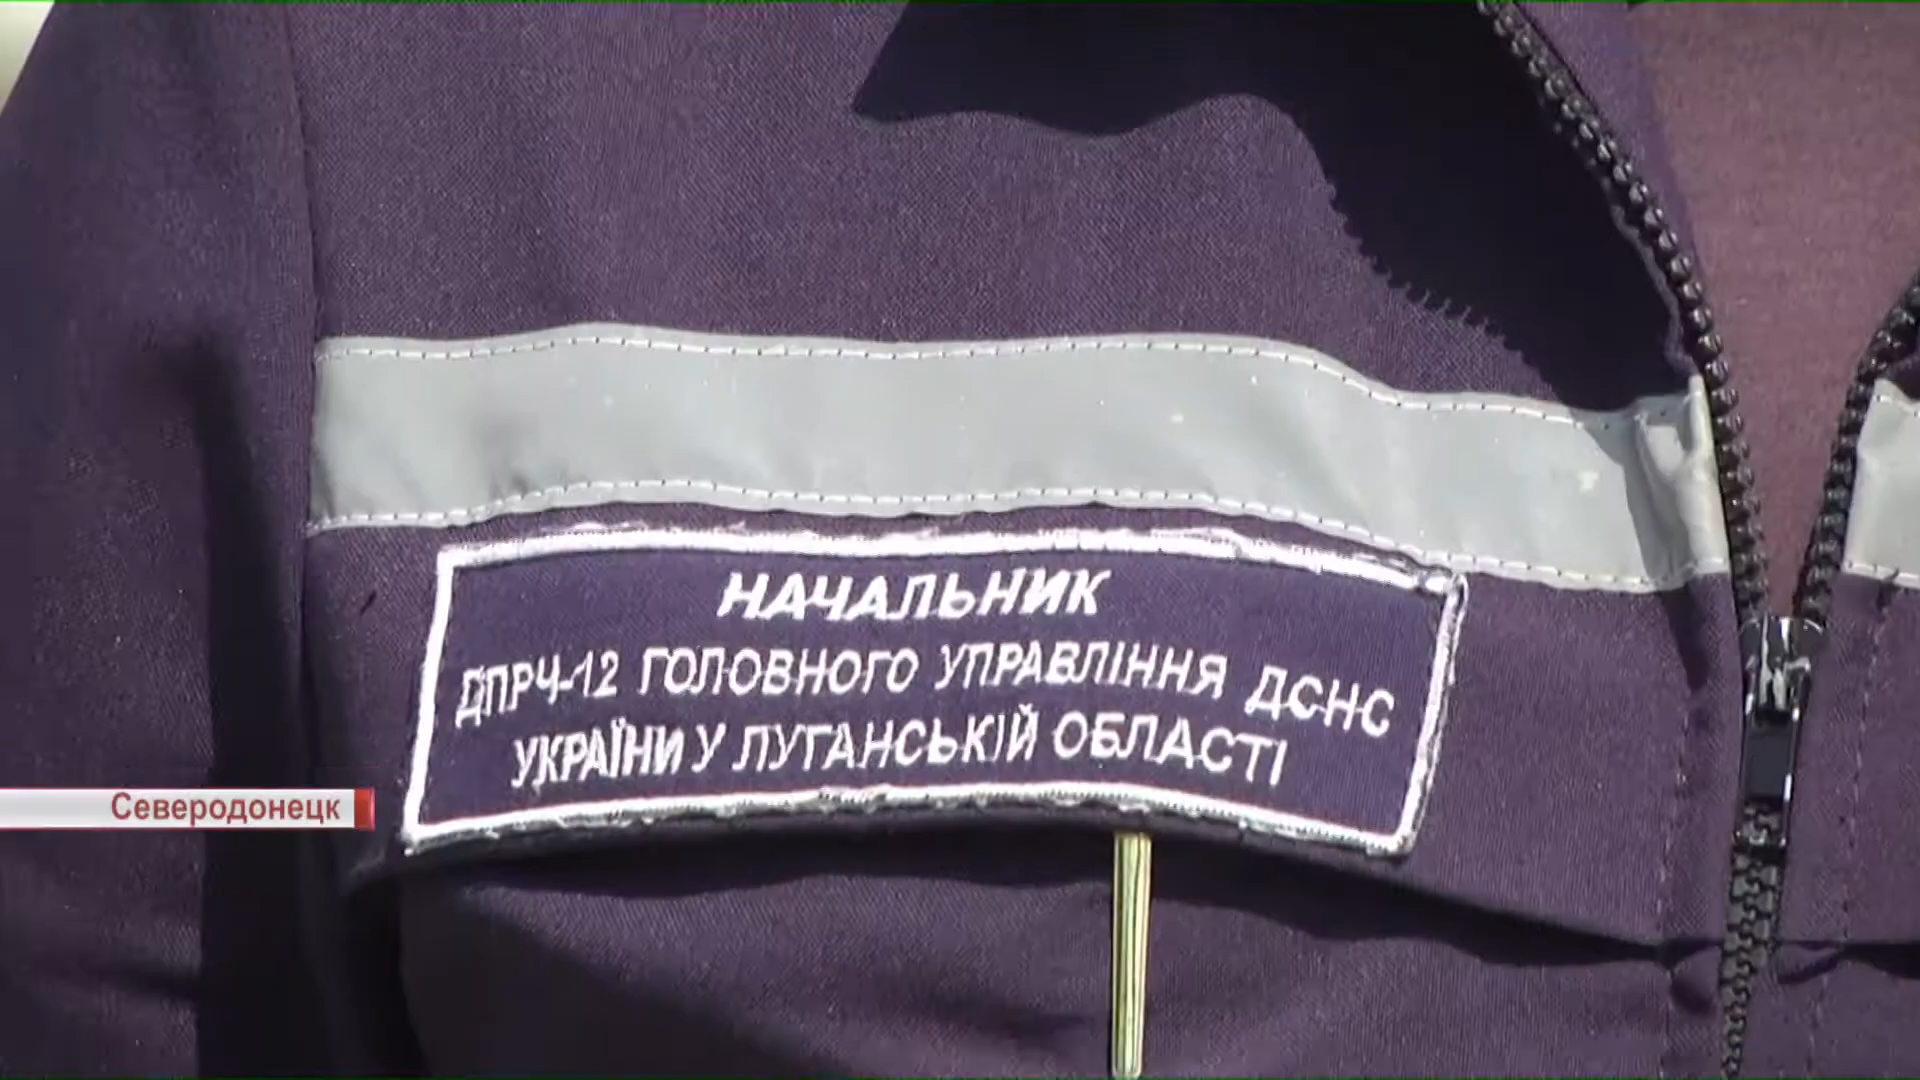 НАЧАЛЬНИК
ДПРЧ-12 ГОЛОВНОГО УПРАВЛІННЯ ДСНС
УКРАЇНИ У ЛУГАНСЬКІЙ ОБЛАСТІ
Северодонецк